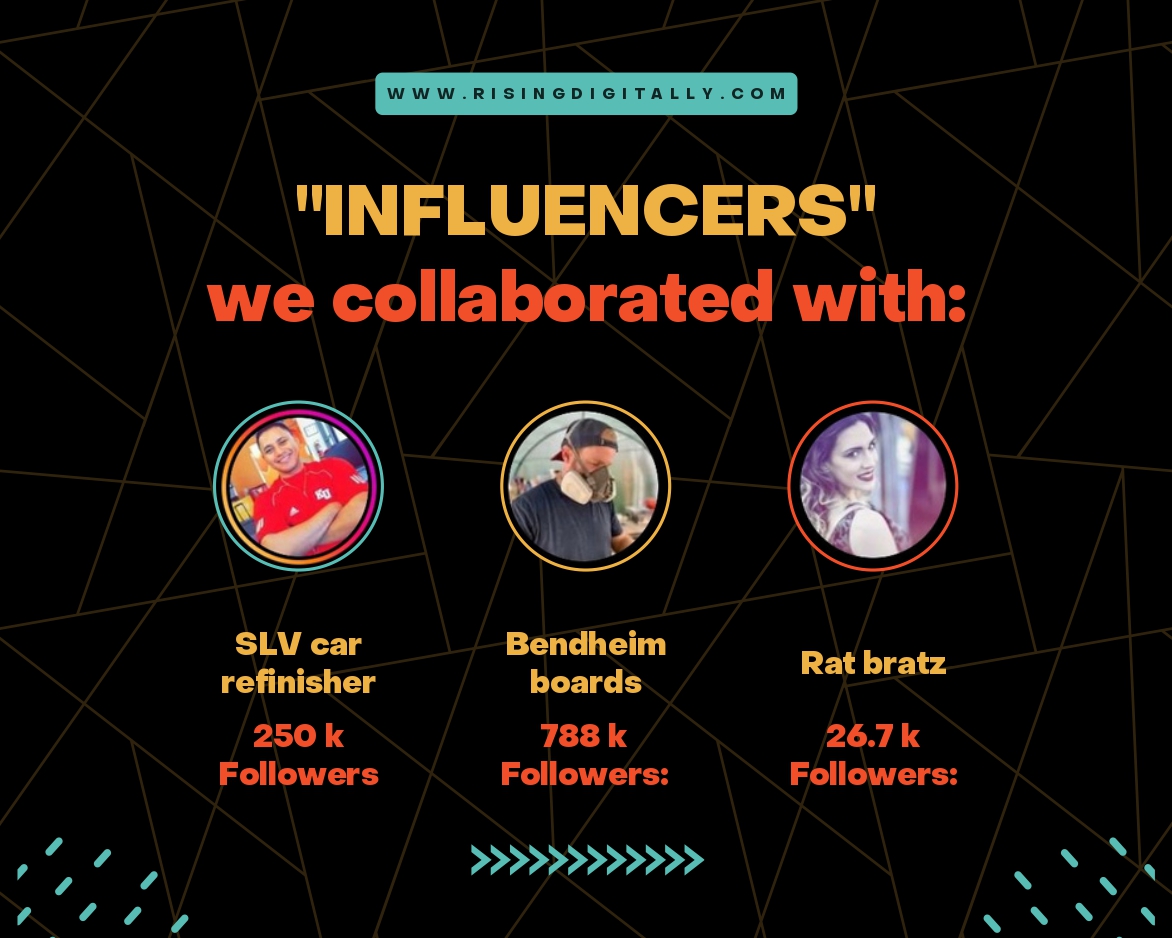 WWW.RISINGDIGITALLY.COM
"INFLUENCERS"
we collaborated with:
KU
SLV car
refinisher
250 k
Followers
Bendheim
boards
788 k
Followers:
Rat bratz
26.7 k
Followers: